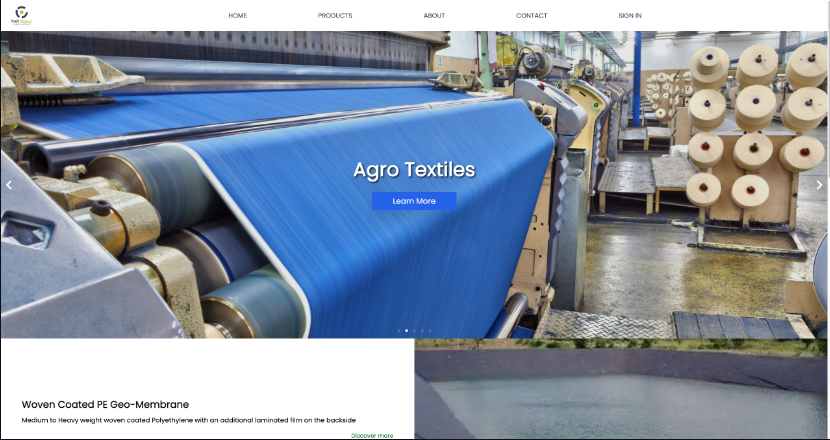 HOME
PRODUCTS
ABOUT
CONTACT
SIGN IN
Agro Textiles
Learn More
Woven Coated PE Geo-Membrane
Medium to Heavy weight woven coated Polyethylene with an additional laminated film on the backside
Discover more